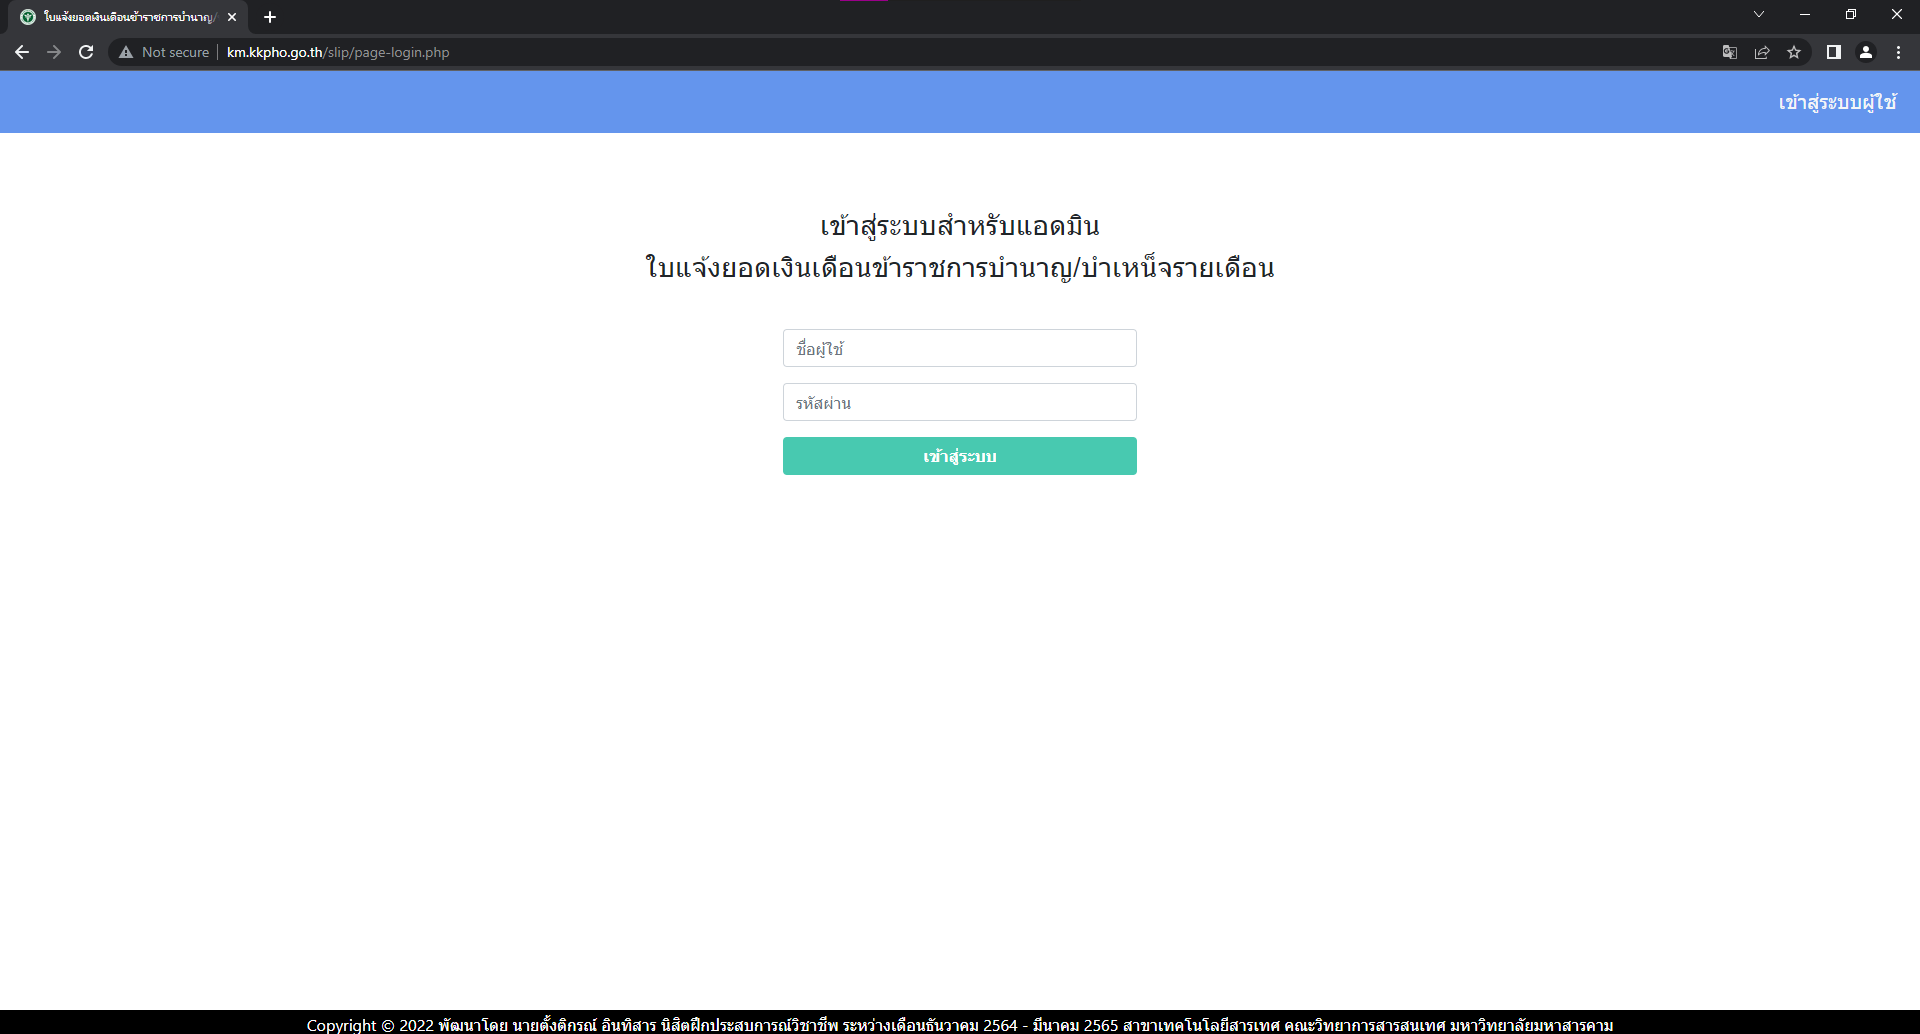 ใบแจ้งยอดเงินเดือนข้าราชการบำนาญ/
Not secure
km.kkpho.go.th/slip/page-login.php
เข้าสู่ระบบผู้ใช้
เข้าสู่ระบบสำหรับแอดมิน
ใบแจ้งยอดเงินเดือนข้าราชการบำนาญ/บำเหน็จรายเดือน
ชื่อผู้ใช้
รหัสผ่าน
เข้าสู่ระบบ
Copyright © 2022 พัฒนาโดย นายตั้งติกรณ์ อินทิสาร นิสิตฝึกประสบการณ์วิชาชีพ ระหว่างเดือนธันวาคม 2564 - มีนาคม 2565 สาขาเทคโนโลยีสารเทศ คณะวิทยาการสารสนเทศ มหาวิทยาลัยมหาสารคาม